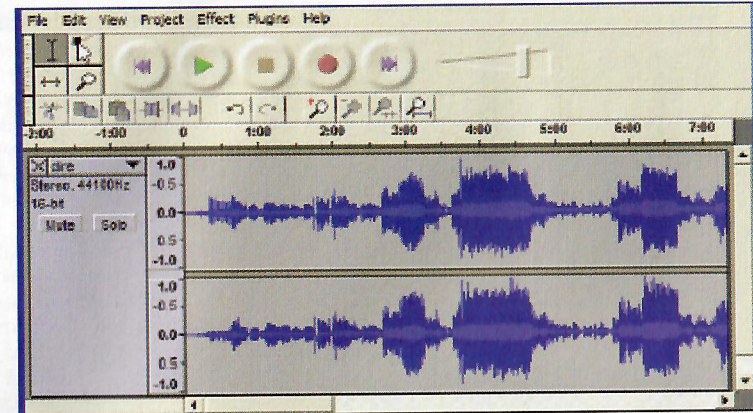 File Edit View Project Effect Plugins Help
-2:00 -1:00 0 1:00 2:00 3:00 4:00 5:00 6:00 7:00
dire
Stereo, 44100Hz
16-bit
Mute Solo
1.0
-0.5
0.0
0.5
-1.0
1.0
-0.5
0.0
0.5
-1.0